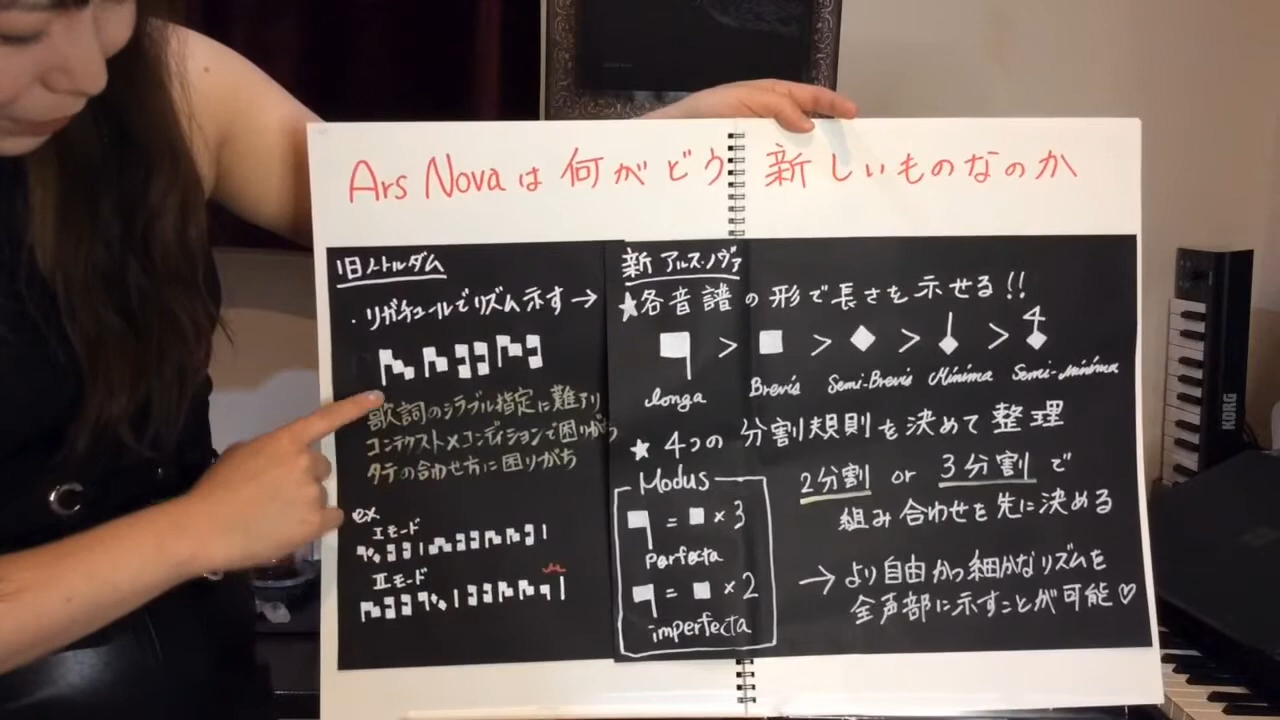 Ars Nova は 何がどう 新しいものなのか
旧ノートルダム
・リガチュールでリズム示す→
歌詞のシラブル指定に難アリ
コンテクスト×コンディションで困りがち
タテの合わせ方に困りがち
ex
Iモード
IIモード
新 アルス・ノヴァ
★各音譜の形で長さを示せる!!
> > > >
longa Brevis Semi-Brevis Minima Semi-Minima
★4つの分割規則を決めて整理
Modus
= ×3
perfecta
= ×2
imperfecta
2分割 or 3分割で
組み合わせを先に決める
→より自由かつ細かなリズムを
全声部に示すことが可能♡
KORG